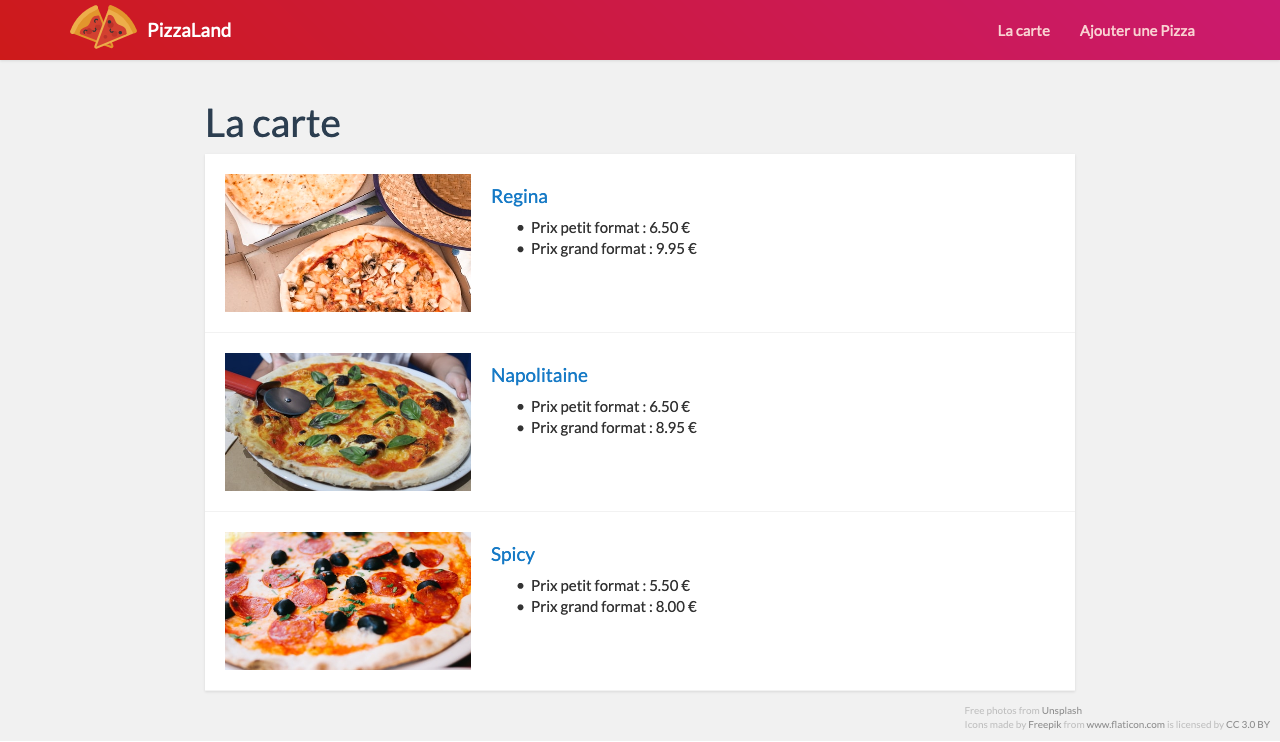 PizzaLand
La carte
Ajouter une Pizza
La carte
Regina
• Prix petit format : 6.50 €
• Prix grand format : 9.95 €
Napolitaine
• Prix petit format : 6.50 €
• Prix grand format : 8.95 €
Spicy
• Prix petit format : 5.50 €
• Prix grand format : 8.00 €
Free photos from Unsplash
Icons made by Freepik from www.flaticon.com is licensed by CC 3.0 BY